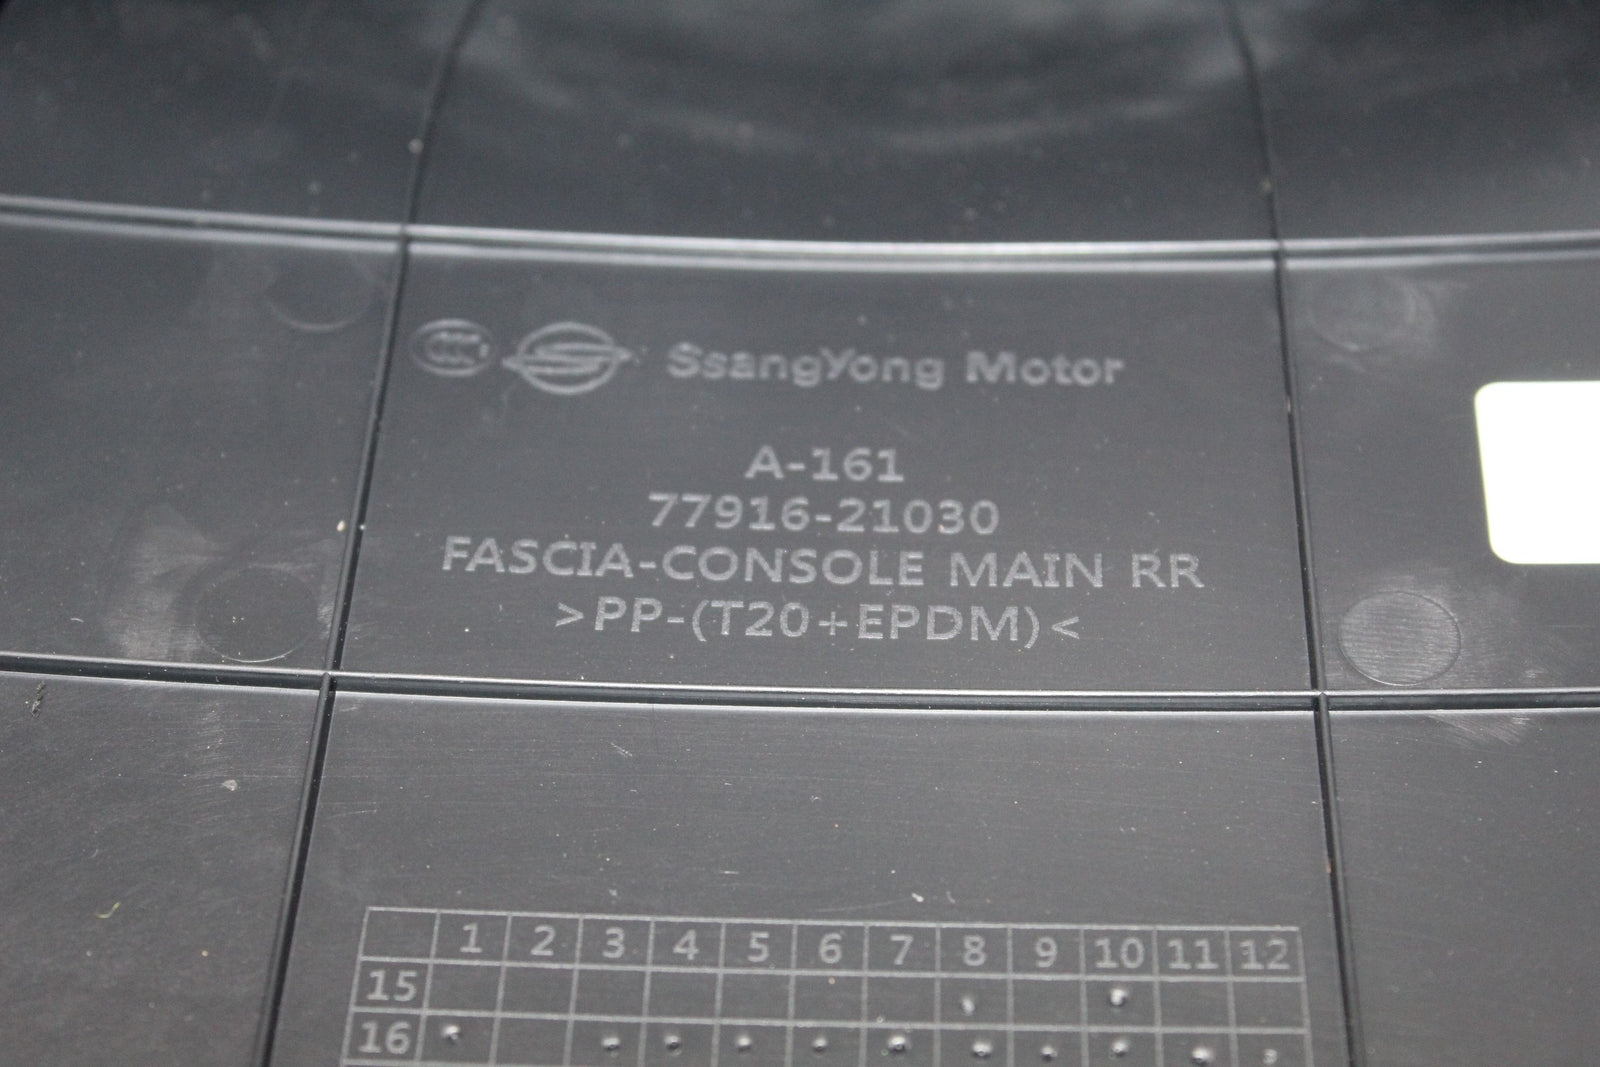 CCC S SsangYong Motor
A-161
77916-21030
FASCIA-CONSOLE MAIN RR
>PP-(T20+EPDM)<
1 2 3 4 5 6 7 8 9 10 11 12
15
16